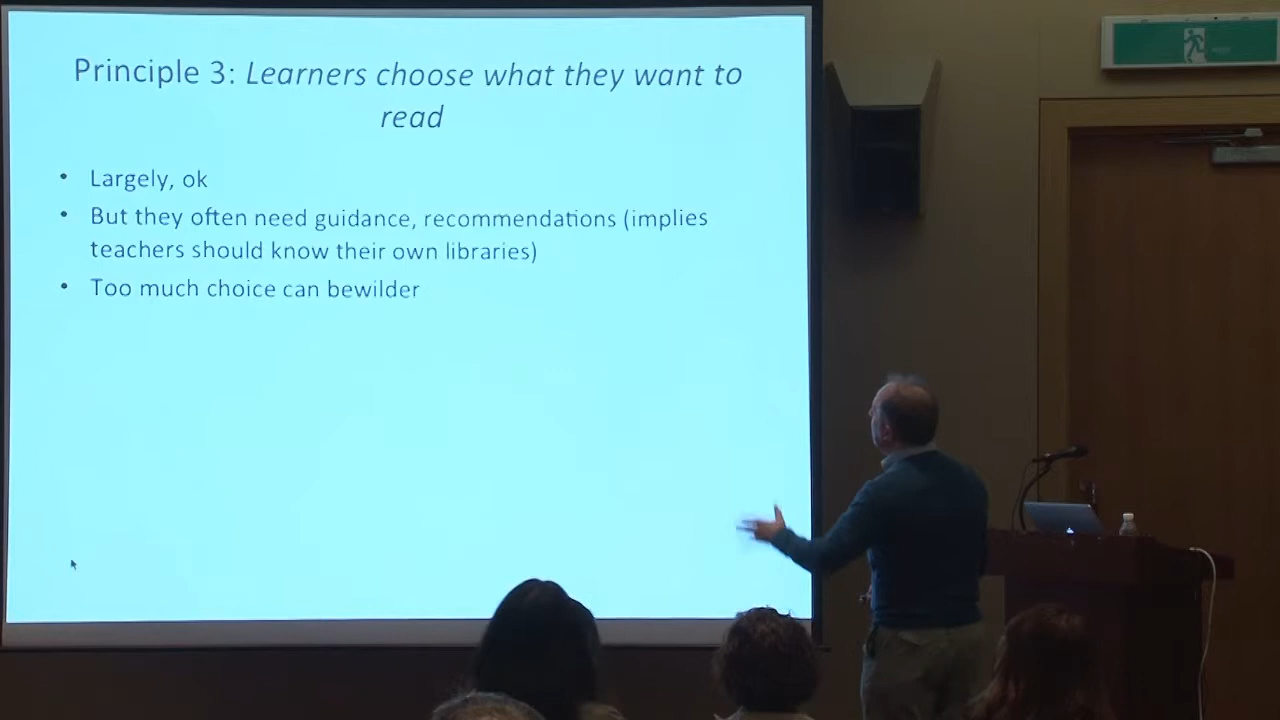 Principle 3: Learners choose what they want to
read
• Largely, ok
• But they often need guidance, recommendations (implies
teachers should know their own libraries)
• Too much choice can bewilder